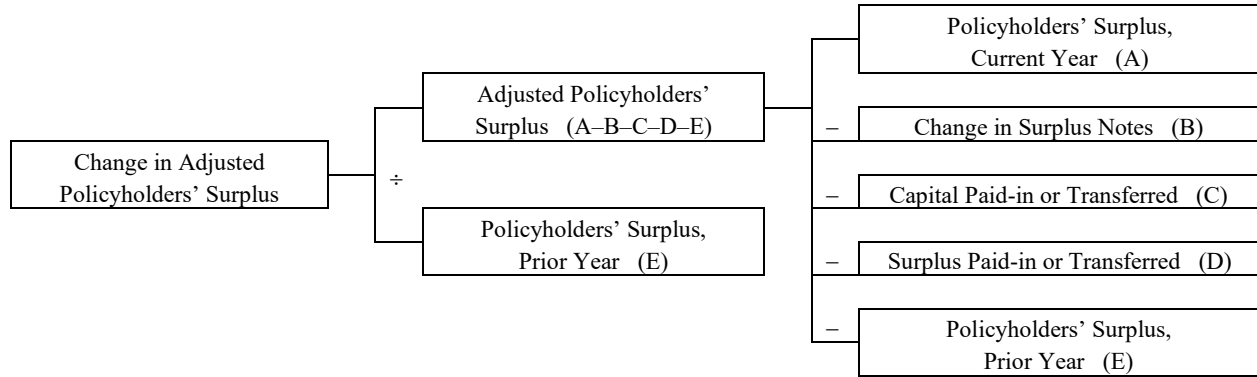 Change in Adjusted
Policyholders’ Surplus
÷
Adjusted Policyholders’
Surplus (A–B–C–D–E)
Policyholders’ Surplus,
Prior Year (E)
Policyholders’ Surplus,
Current Year (A)
– Change in Surplus Notes (B)
– Capital Paid-in or Transferred (C)
– Surplus Paid-in or Transferred (D)
– Policyholders’ Surplus,
Prior Year (E)